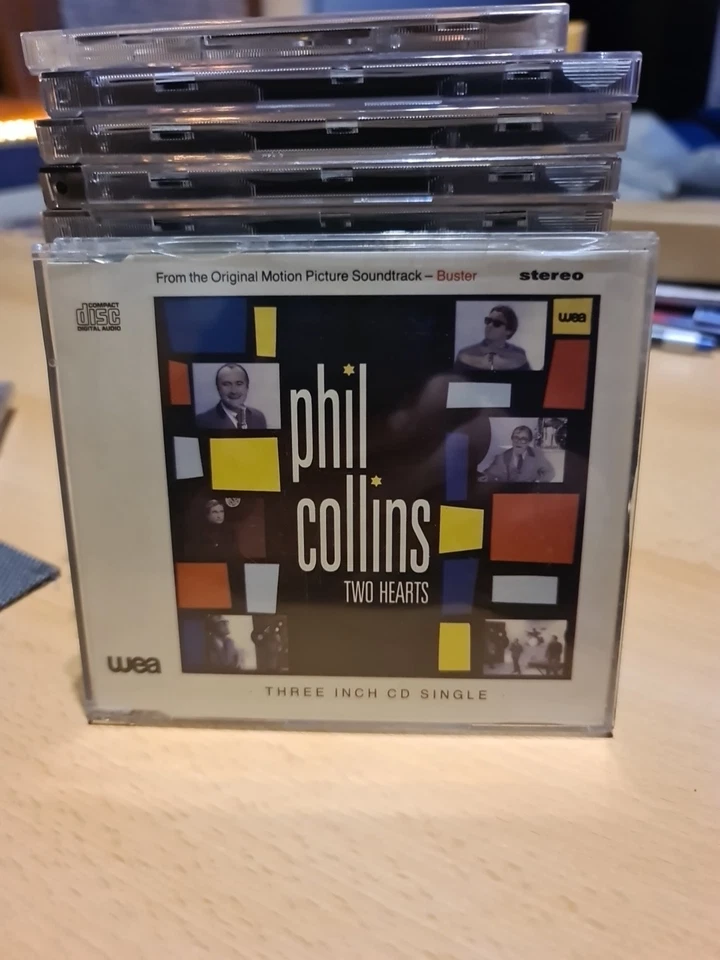 From the Original Motion Picture Soundtrack – Buster
stereo
COMPACT
disc
DIGITAL AUDIO
wea
phil
collins
TWO HEARTS
wea
THREE INCH CD SINGLE